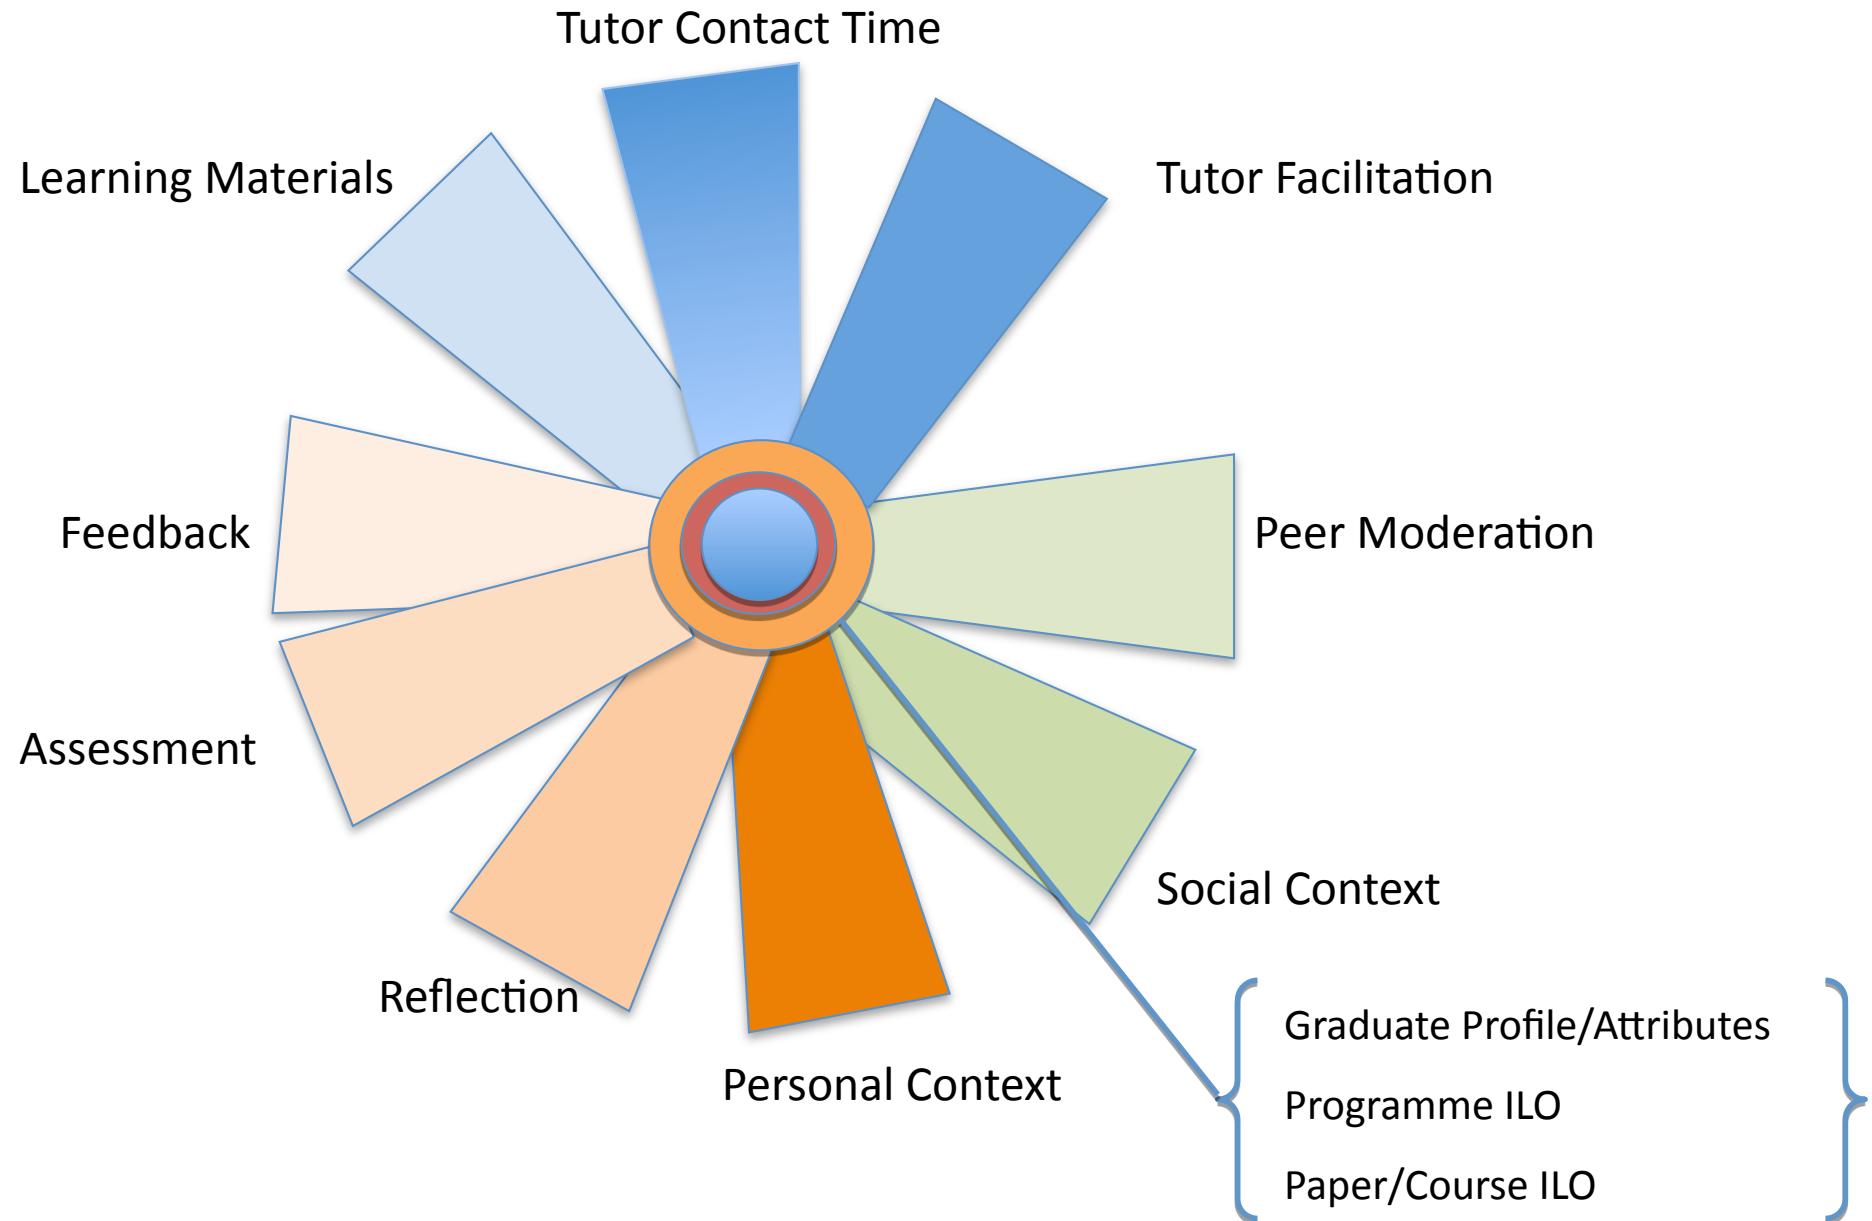 Tutor Contact Time
Learning Materials
Tutor Facilitation
Feedback
Peer Moderation
Assessment
Social Context
Reflection
Personal Context
Graduate Profile/Attributes
Programme ILO
Paper/Course ILO